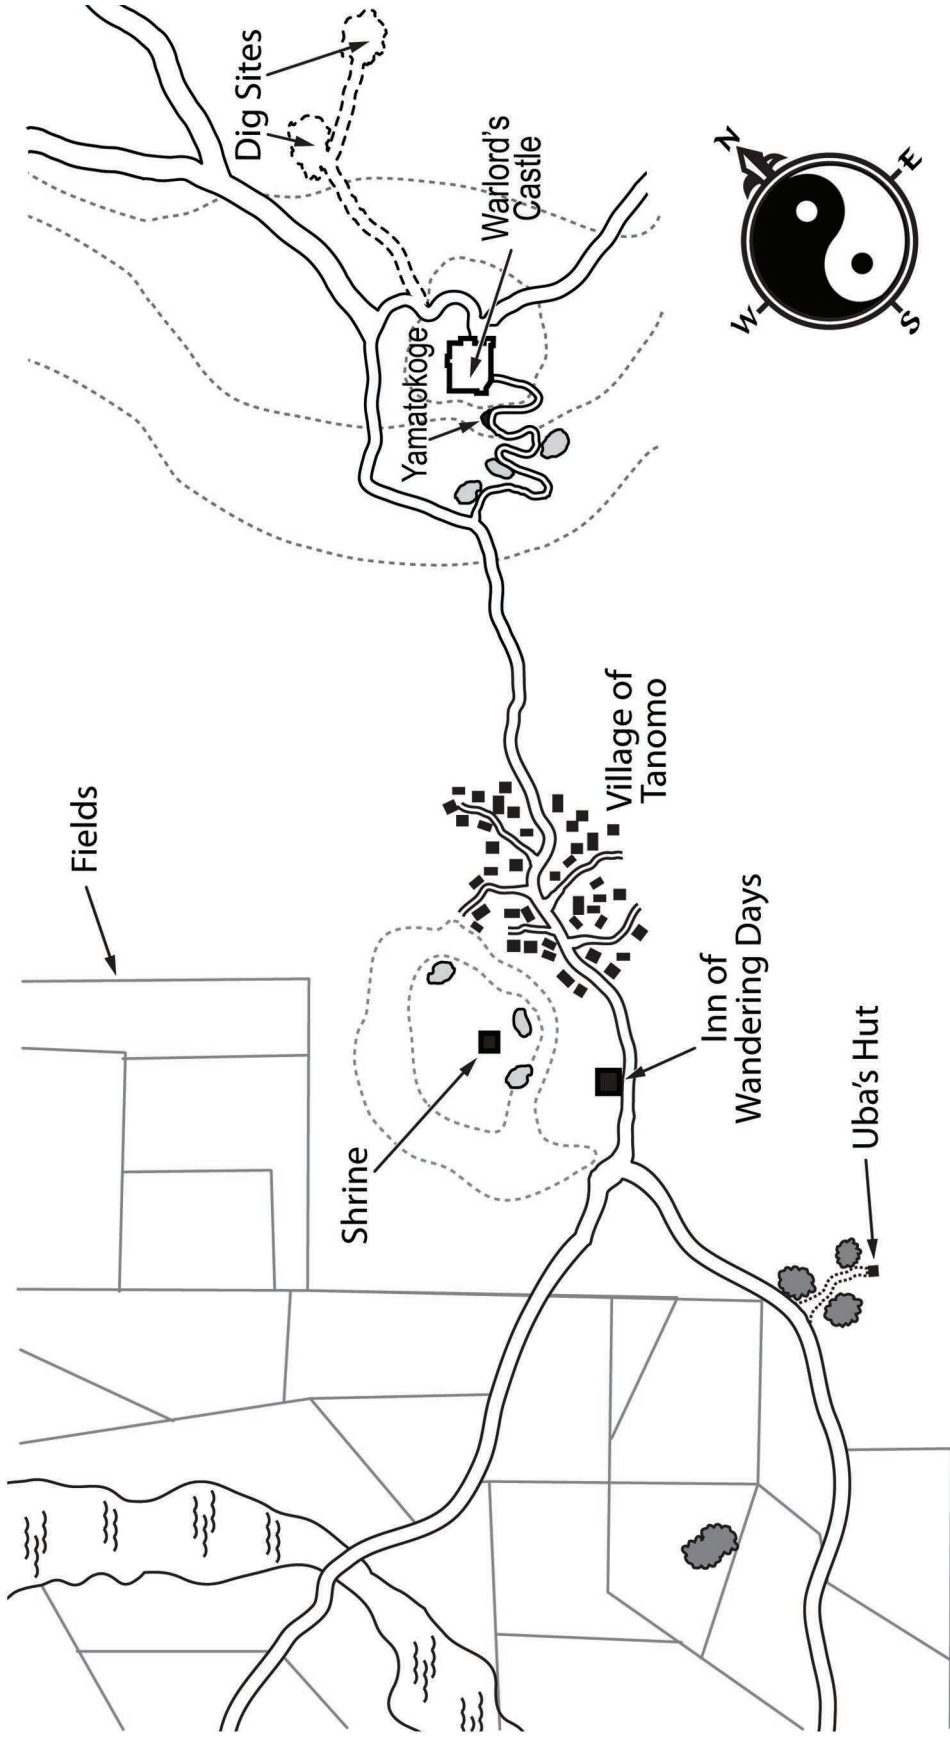 Fields
Dig Sites
Shrine
Yamatokoge
Warlord's
Castle
Village of
Tanomo
Inn of
Wandering Days
Uba's Hut
N
W
E
S